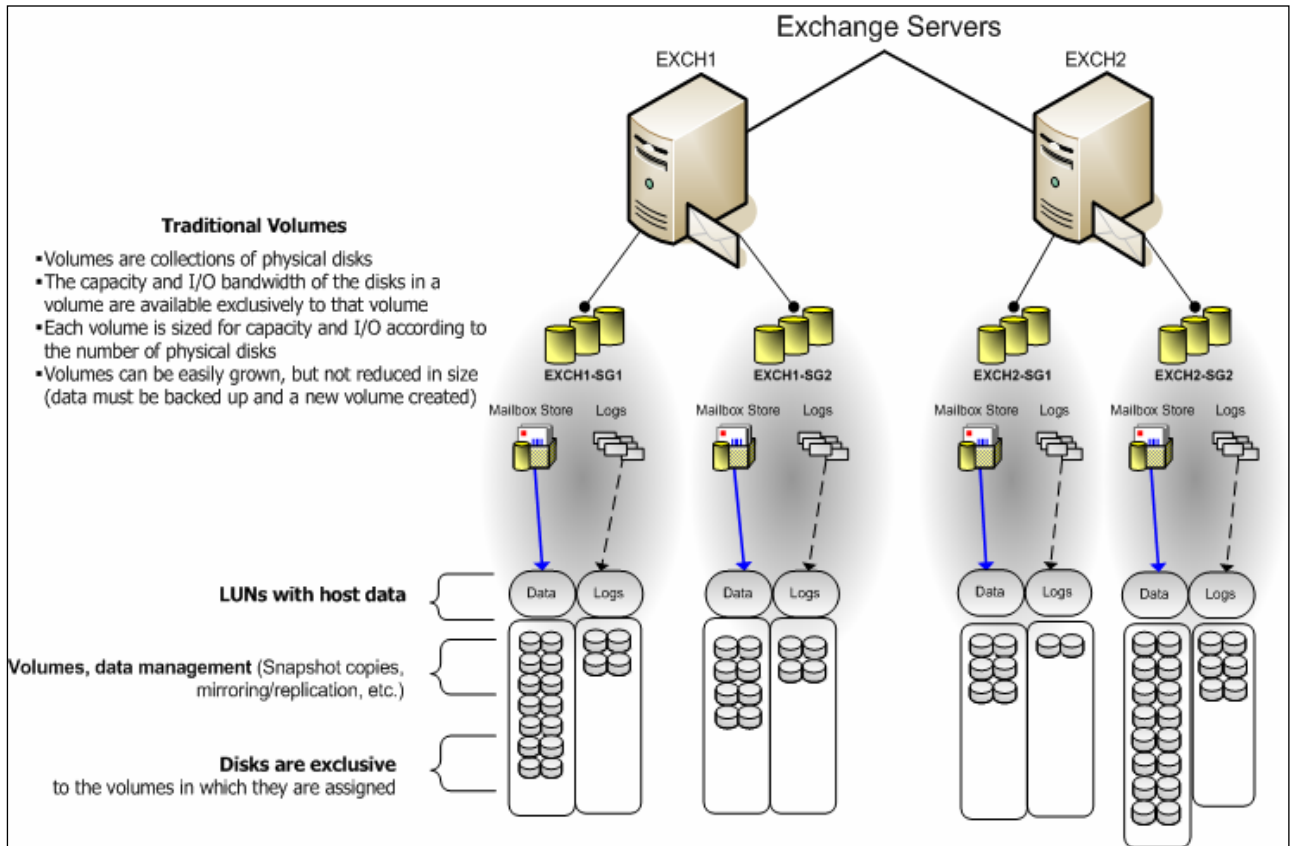 Exchange Servers
EXCH1
EXCH2
Traditional Volumes
▪Volumes are collections of physical disks
▪The capacity and I/O bandwidth of the disks in a
volume are available exclusively to that volume
▪Each volume is sized for capacity and I/O according to
the number of physical disks
▪Volumes can be easily grown, but not reduced in size
(data must be backed up and a new volume created)
EXCH1-SG1
EXCH1-SG2
EXCH2-SG1
EXCH2-SG2
Mailbox Store
Logs
Mailbox Store
Logs
Mailbox Store
Logs
Mailbox Store
Logs
LUNs with host data
Data
Logs
Data
Logs
Data
Logs
Data
Logs
Volumes, data management (Snapshot copies,
mirroring/replication, etc.)
Disks are exclusive
to the volumes in which they are assigned